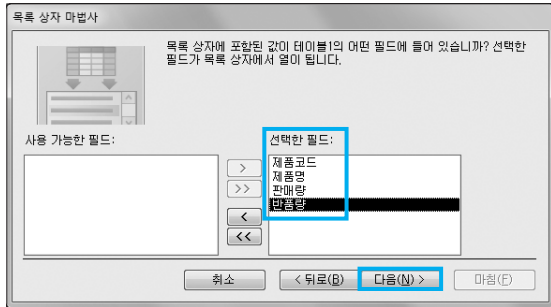 목록 상자 마법사
목록 상자에 포함된 값이 테이블1의 어떤 필드에 들어 있습니까? 선택한
필드가 목록 상자에서 열이 됩니다.
사용 가능한 필드:
선택한 필드:
제품코드
제품명
판매량
반품량
>
>>
<
<<
취소
< 뒤로(B)
다음(N) >
마침(F)